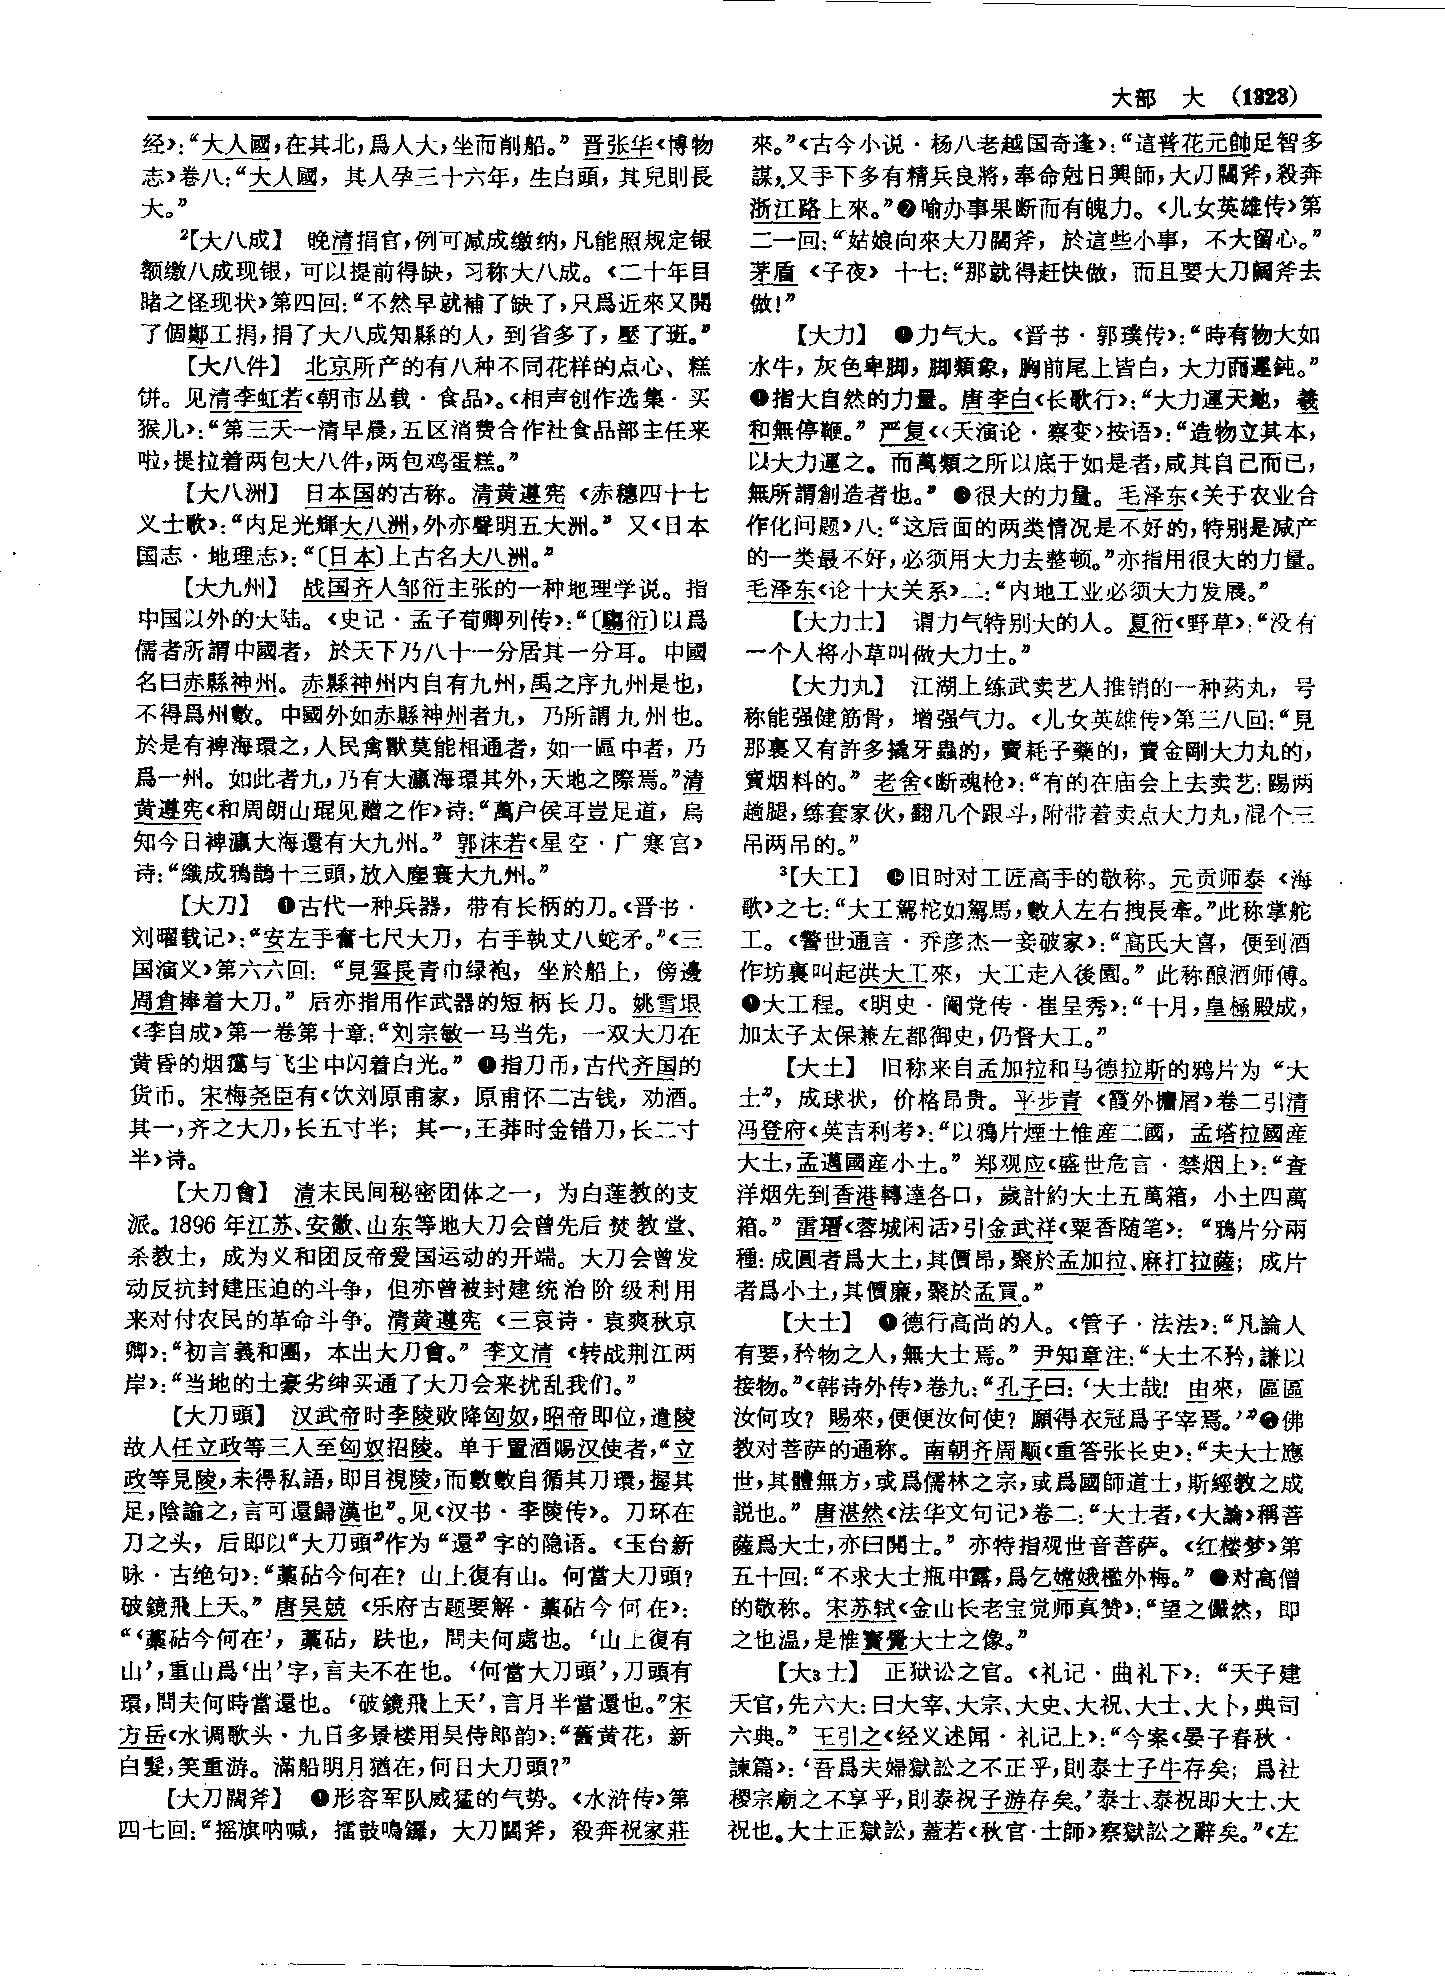 大部　大　(1323)
经》：“大人國，在其北，爲人大，坐而削船。”晋张华《博物
志》卷八：“大人國，其人孕三十六年，生白頭，其兒則長
大。”
²【大八成】　晚清捐官，例可减成缴纳，凡能照规定银
额缴八成现银，可以提前得缺，习称大八成。《二十年目
睹之怪现状》第四回：“不然早就補了缺了，只爲近來又開
了個鄭工捐，捐了大八成知縣的人，到省多了，壓了班。”
【大八件】　北京所产的有八种不同花样的点心、糕
饼。见清李虹若《朝市丛载·食品》。《相声创作选集·买
猴儿》：“第三天一清早晨，五区消费合作社食品部主任来
啦，提拉着两包大八件，两包鸡蛋糕。”
【大八洲】　日本国的古称。清黄遵宪《赤穗四十七
义士歌》：“内足光輝大八洲，外亦聲明五大洲。”又《日本
国志·地理志》：“〔日本〕上古名大八洲。”
【大九州】　战国齐人邹衍主张的一种地理学说。指
中国以外的大陆。《史记·孟子荀卿列传》：“〔騶衍〕以爲
儒者所謂中國者，於天下乃八十一分居其一分耳。中國
名曰赤縣神州。赤縣神州内自有九州，禹之序九州是也，
不得爲州數。中國外如赤縣神州者九，乃所謂九州也。
於是有裨海環之，人民禽獸莫能相通者，如一區中者，乃
爲一州。如此者九，乃有大瀛海環其外，天地之際焉。”清
黄遵宪《和周朗山琨见赠之作》诗：“萬户侯耳豈足道，烏
知今日裨瀛大海還有大九州。”郭沫若《星空·广寒宫》
诗：“織成鴉鵲十三頭，放入塵寰大九州。”
【大刀】　❶古代一种兵器，带有长柄的刀。《晋书·
刘曜载记》：“安左手奮七尺大刀，右手執丈八蛇矛。”《三
国演义》第六六回：“見雲長青巾绿袍，坐於船上，傍邊
周倉捧着大刀。”后亦指用作武器的短柄长刀。姚雪垠
《李自成》第一卷第十章：“刘宗敏一马当先，一双大刀在
黄昏的烟霭与飞尘中闪着白光。”❷指刀币，古代齐国的
货币。宋梅尧臣有《饮刘原甫家，原甫怀二古钱，劝酒。
其一，齐之大刀，长五寸半；其一，王莽时金错刀，长二寸
半》诗。
【大刀會】　清末民间秘密团体之一，为白莲教的支
派。1896年江苏、安徽、山东等地大刀会曾先后焚教堂、
杀教士，成为义和团反帝爱国运动的开端。大刀会曾发
动反抗封建压迫的斗争，但亦曾被封建统治阶级利用
来对付农民的革命斗争。清黄遵宪《三哀诗·袁爽秋京
卿》：“初言義和團，本出大刀會。”李文清《转战荆江两
岸》：“当地的土豪劣绅买通了大刀会来扰乱我们。”
【大刀頭】　汉武帝时李陵败降匈奴，昭帝即位，遣陵
故人任立政等三人至匈奴招陵。单于置酒赐汉使者，“立
政等見陵，未得私語，即目視陵，而數數自循其刀環，握其
足，陰諭之，言可還歸漢也”。见《汉书·李陵传》。刀环在
刀之头，后即以“大刀頭”作为“還”字的隐语。《玉台新
咏·古绝句》：“藁砧今何在？山上復有山。何當大刀頭？
破鏡飛上天。”唐吴兢《乐府古题要解·藁砧今何在》：
“‘藁砧今何在’，藁砧，趺也，問夫何處也。‘山上復有
山’，重山爲‘出’字，言夫不在也。‘何當大刀頭’，刀頭有
環，問夫何時當還也。‘破鏡飛上天’，言月半當還也。”宋
方岳《水调歌头·九日多景楼用吴侍郎韵》：“舊黄花，新
白髮，笑重游。滿船明月猶在，何日大刀頭？”
【大刀闊斧】　❶形容军队威猛的气势。《水浒传》第
四七回：“摇旗呐喊，擂鼓鳴鑼，大刀闊斧，殺奔祝家莊
來。”《古今小说·杨八老越国奇逢》：“這普花元帥足智多
謀，又手下多有精兵良將，奉命尅日興師，大刀闊斧，殺奔
浙江路上來。”❷喻办事果断而有魄力。《儿女英雄传》第
二一回：“姑娘向來大刀闊斧，於這些小事，不大留心。”
茅盾《子夜》十七：“那就得赶快做，而且要大刀阔斧去
做！”
【大力】　❶力气大。《晋书·郭璞传》：“時有物大如
水牛，灰色卑脚，脚類象，胸前尾上皆白，大力而遲鈍。”
❷指大自然的力量。唐李白《长歌行》：“大力運天地，羲
和無停鞭。”严复《〈天演论·察变〉按语》：“造物立其本，
以大力運之。而萬類之所以底于如是者，咸其自己而已，
無所謂創造者也。”❸很大的力量。毛泽东《关于农业合
作化问题》八：“这后面的两类情况是不好的，特别是减产
的一类最不好，必须用大力去整顿。”亦指用很大的力量。
毛泽东《论十大关系》二：“内地工业必须大力发展。”
【大力士】　谓力气特别大的人。夏衍《野草》：“没有
一个人将小草叫做大力士。”
【大力丸】　江湖上练武卖艺人推销的一种药丸，号
称能强健筋骨，增强气力。《儿女英雄传》第三八回：“見
那裏又有許多撬牙蟲的，賣耗子藥的，賣金剛大力丸的，
賣烟料的。”老舍《断魂枪》：“有的在庙会上去卖艺：踢两
趟腿，练套家伙，翻几个跟斗，附带着卖点大力丸，混个三
吊两吊的。”
³【大工】　❶旧时对工匠高手的敬称。元贡师泰《海
歌》之七：“大工駕柁如駕馬，數人左右拽長牽。”此称掌舵
工。《警世通言·乔彦杰一妾破家》：“高氏大喜，便到酒
作坊裏叫起洪大工來，大工走入後園。”此称酿酒师傅。
❷大工程。《明史·阉党传·崔呈秀》：“十月，皇極殿成，
加太子太保兼左都御史，仍督大工。”
【大土】　旧称来自孟加拉和马德拉斯的鸦片为“大
土”，成球状，价格昂贵。平步青《霞外攟屑》卷二引清
冯登府《英吉利考》：“以鴉片煙土惟産二國，孟塔拉國産
大土，孟邁國産小土。”郑观应《盛世危言·禁烟上》：“查
洋烟先到香港轉達各口，歲計約大土五萬箱，小土四萬
箱。”雷瑨《蓉城闲话》引金武祥《粟香随笔》：“鴉片分兩
種：成圓者爲大土，其價昂，聚於孟加拉、麻打拉薩；成片
者爲小土，其價廉，聚於孟買。”
【大士】　❶德行高尚的人。《管子·法法》：“凡論人
有要，矜物之人，無大士焉。”尹知章注：“大士不矜，謙以
接物。”《韩诗外传》卷九：“孔子曰：‘大士哉！由來，區區
汝何攻？賜來，便便汝何使？願得衣冠爲子宰焉。’”❷佛
教对菩萨的通称。南朝齐周颙《重答张长史》：“夫大士應
世，其體無方，或爲儒林之宗，或爲國師道士，斯經教之成
説也。”唐湛然《法华文句记》卷二：“大士者，《大論》稱菩
薩爲大士，亦曰開士。”亦特指观世音菩萨。《红楼梦》第
五十回：“不求大士瓶中露，爲乞嫦娥檻外梅。”❸对高僧
的敬称。宋苏轼《金山长老宝觉师真赞》：“望之儼然，即
之也温，是惟寶覺大士之像。”
【大3士】　正狱讼之官。《礼记·曲礼下》：“天子建
天官，先六大：曰大宰、大宗、大史、大祝、大士、大卜，典司
六典。”王引之《经义述闻·礼记上》：“今案《晏子春秋·
諫篇》：‘吾爲夫婦獄訟之不正乎，則泰士子牛存矣；爲社
稷宗廟之不享乎，則泰祝子游存矣。’泰士、泰祝即大士、大
祝也。大士正獄訟，蓋若《秋官·士師》察獄訟之辭矣。”《左